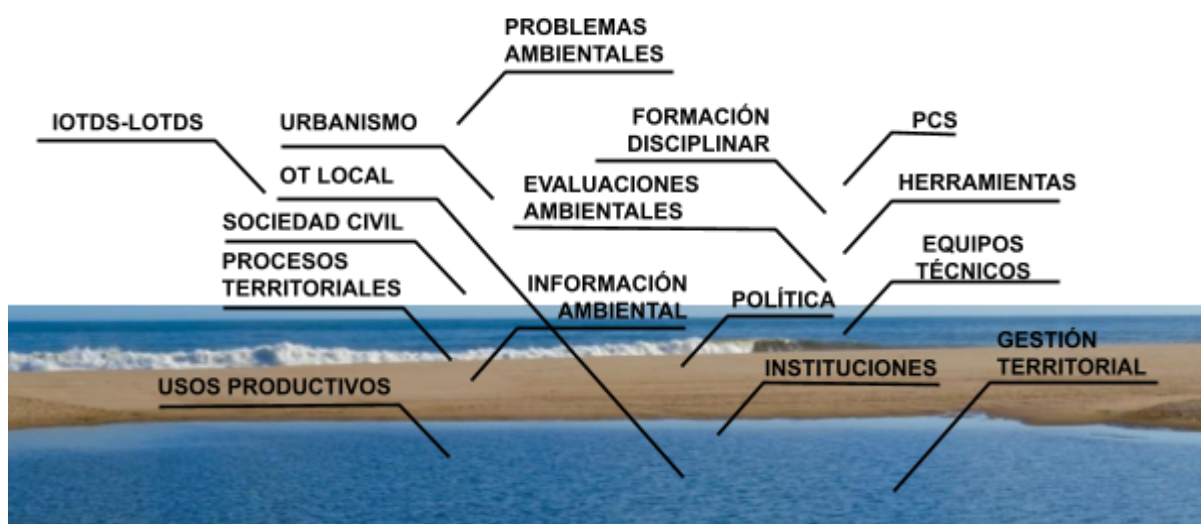 PROBLEMAS
AMBIENTALES
IOTDS-LOTDS
URBANISMO
FORMACIÓN
DISCIPLINAR
PCS
OT LOCAL
EVALUACIONES
AMBIENTALES
HERRAMIENTAS
SOCIEDAD CIVIL
EQUIPOS
TÉCNICOS
PROCESOS
TERRITORIALES
INFORMACIÓN
AMBIENTAL
POLÍTICA
GESTIÓN
TERRITORIAL
INSTITUCIONES
USOS PRODUCTIVOS